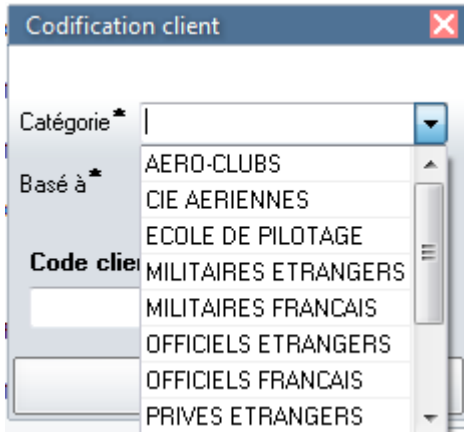 Codification client
Catégorie*
AERO-CLUBS
Basé à*
CIE AERIENNES
ECOLE DE PILOTAGE
Code clie
MILITAIRES ETRANGERS
MILITAIRES FRANCAIS
OFFICIELS ETRANGERS
OFFICIELS FRANCAIS
PRIVES ETRANGERS